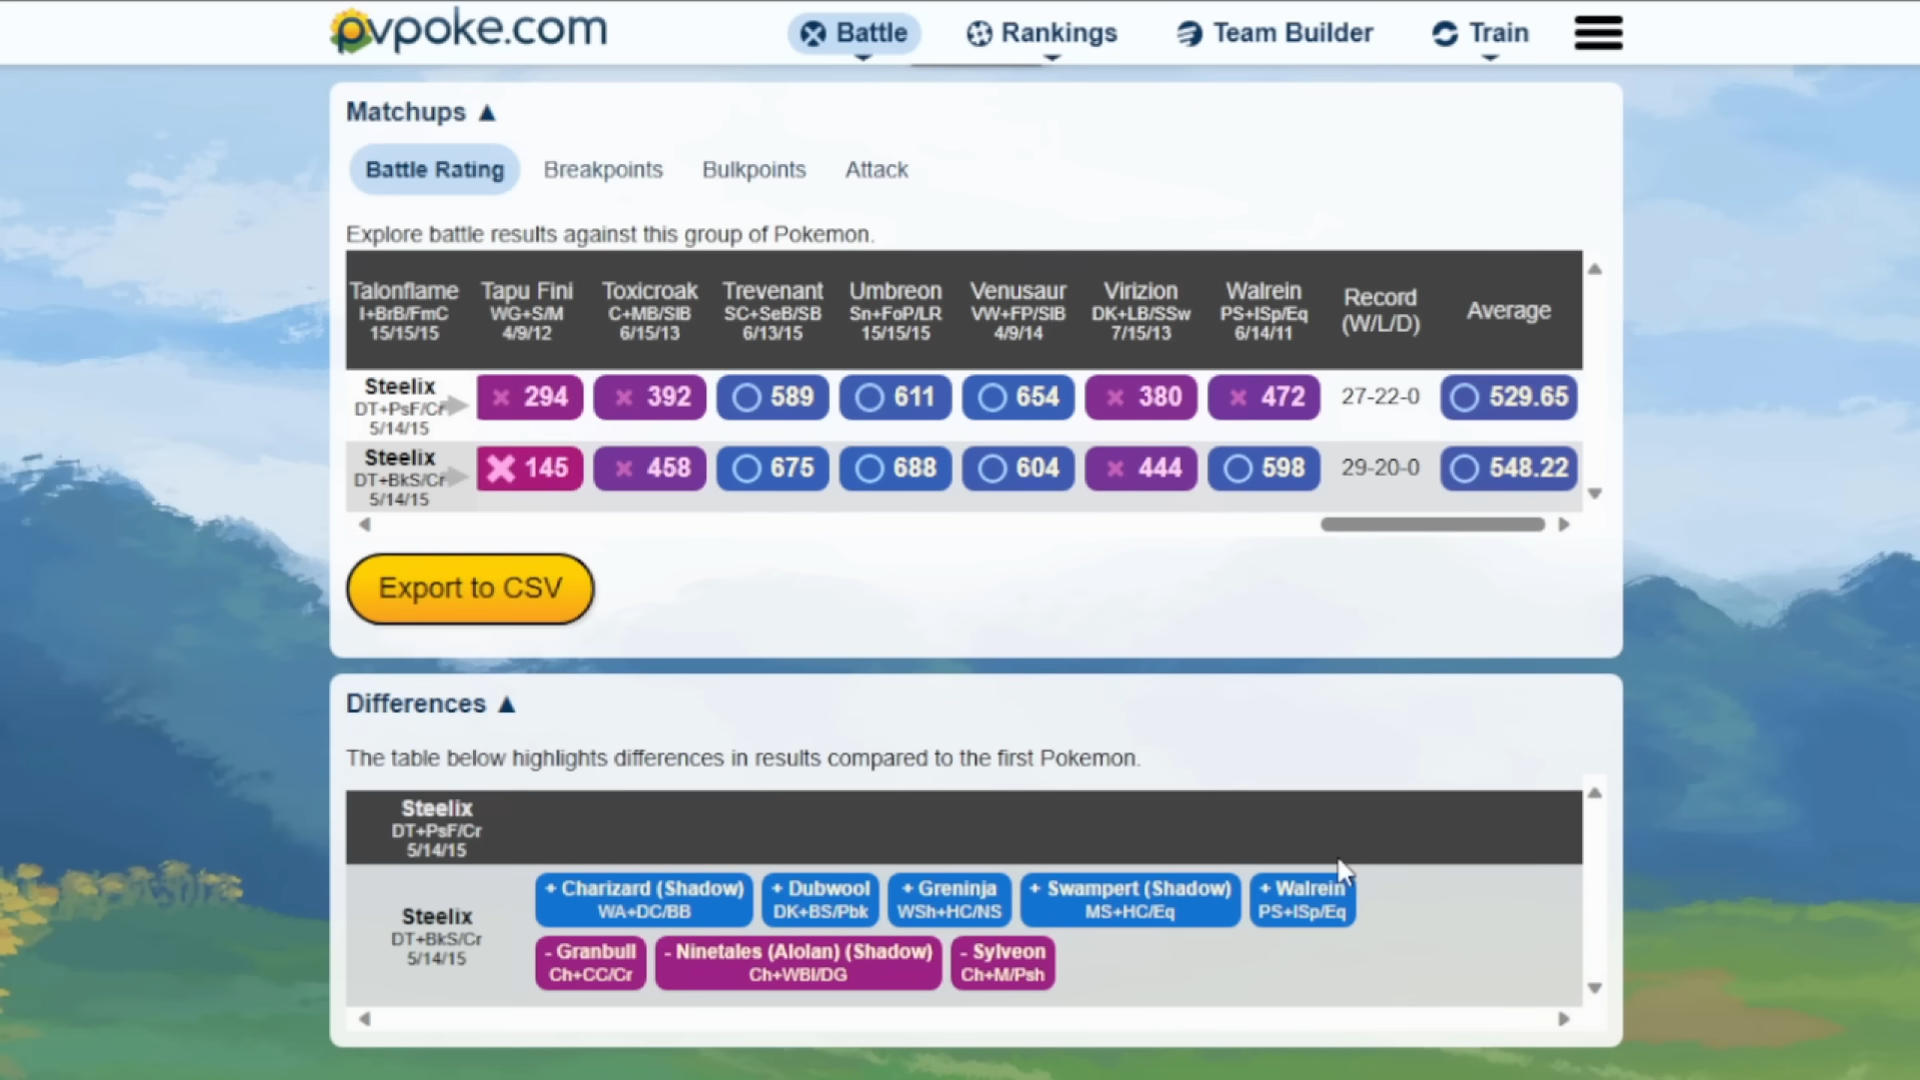 pvpoke.com
Battle
Rankings
Team Builder
Train
Matchups ▲
Battle Rating
Breakpoints
Bulkpoints
Attack
Explore battle results against this group of Pokemon.
Talonflame
I+BrB/FmC
15/15/15
Tapu Fini
WG+S/M
4/9/12
Toxicroak
C+MB/SlB
6/15/13
Trevenant
SC+SeB/SB
6/13/15
Umbreon
Sn+FoP/LR
15/15/15
Venusaur
VW+FP/SlB
4/9/14
Virizion
DK+LB/SSw
7/15/13
Walrein
PS+ISp/Eq
6/14/11
Record
(W/L/D)
Average
Steelix
DT+PsF/Cr
5/14/15
294
392
589
611
654
380
472
27-22-0
529.65
Steelix
DT+BkS/Cr
5/14/15
145
458
675
688
604
444
598
29-20-0
548.22
Export to CSV
Differences ▲
The table below highlights differences in results compared to the first Pokemon.
Steelix
DT+PsF/Cr
5/14/15
Steelix
DT+BkS/Cr
5/14/15
+ Charizard (Shadow)
WA+DC/BB
+ Dubwool
DK+BS/Pbk
+ Greninja
WSh+HC/NS
+ Swampert (Shadow)
MS+HC/Eq
+ Walrein
PS+ISp/Eq
- Granbull
Ch+CC/Cr
- Ninetales (Alolan) (Shadow)
Ch+WBl/DG
- Sylveon
Ch+M/Psh